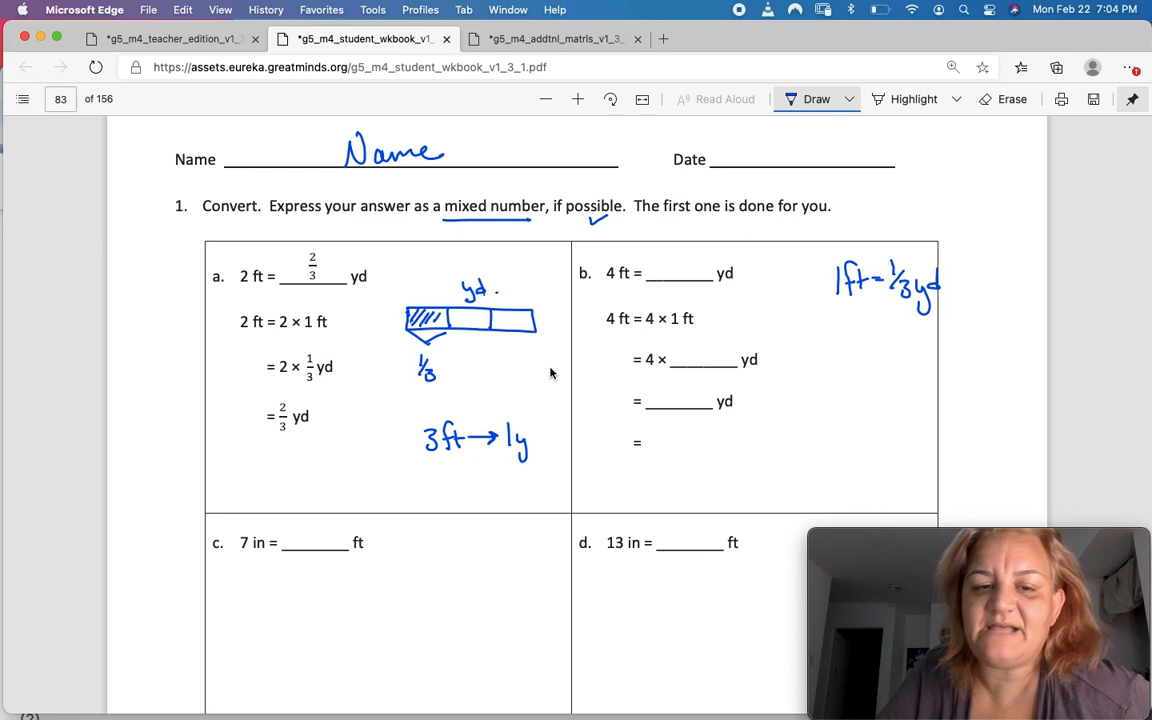 Microsoft Edge File Edit View History Favorites Tools Profiles Tab Window Help Mon Feb 22 7:04 PM
*g5_m4_teacher_edition_v1_3_ *g5_m4_student_wkbook_v1_ *g5_m4_addtnl_matrls_v1_3_
https://assets.eureka.greatminds.org/g5_m4_student_wkbook_v1_3_1.pdf
83 of 156 Read Aloud Draw Highlight Erase
Name Name Date
1. Convert. Express your answer as a mixed number, if possible. The first one is done for you.
a. 2 ft = 2/3 yd
2 ft = 2 × 1 ft
= 2 × 1/3 yd
= 2/3 yd
yd.
1/3
3ft → 1y
b. 4 ft = ________ yd
1ft = 1/3 yd
4 ft = 4 × 1 ft
= 4 × ________ yd
= ________ yd
=
c. 7 in = ________ ft
d. 13 in = ________ ft